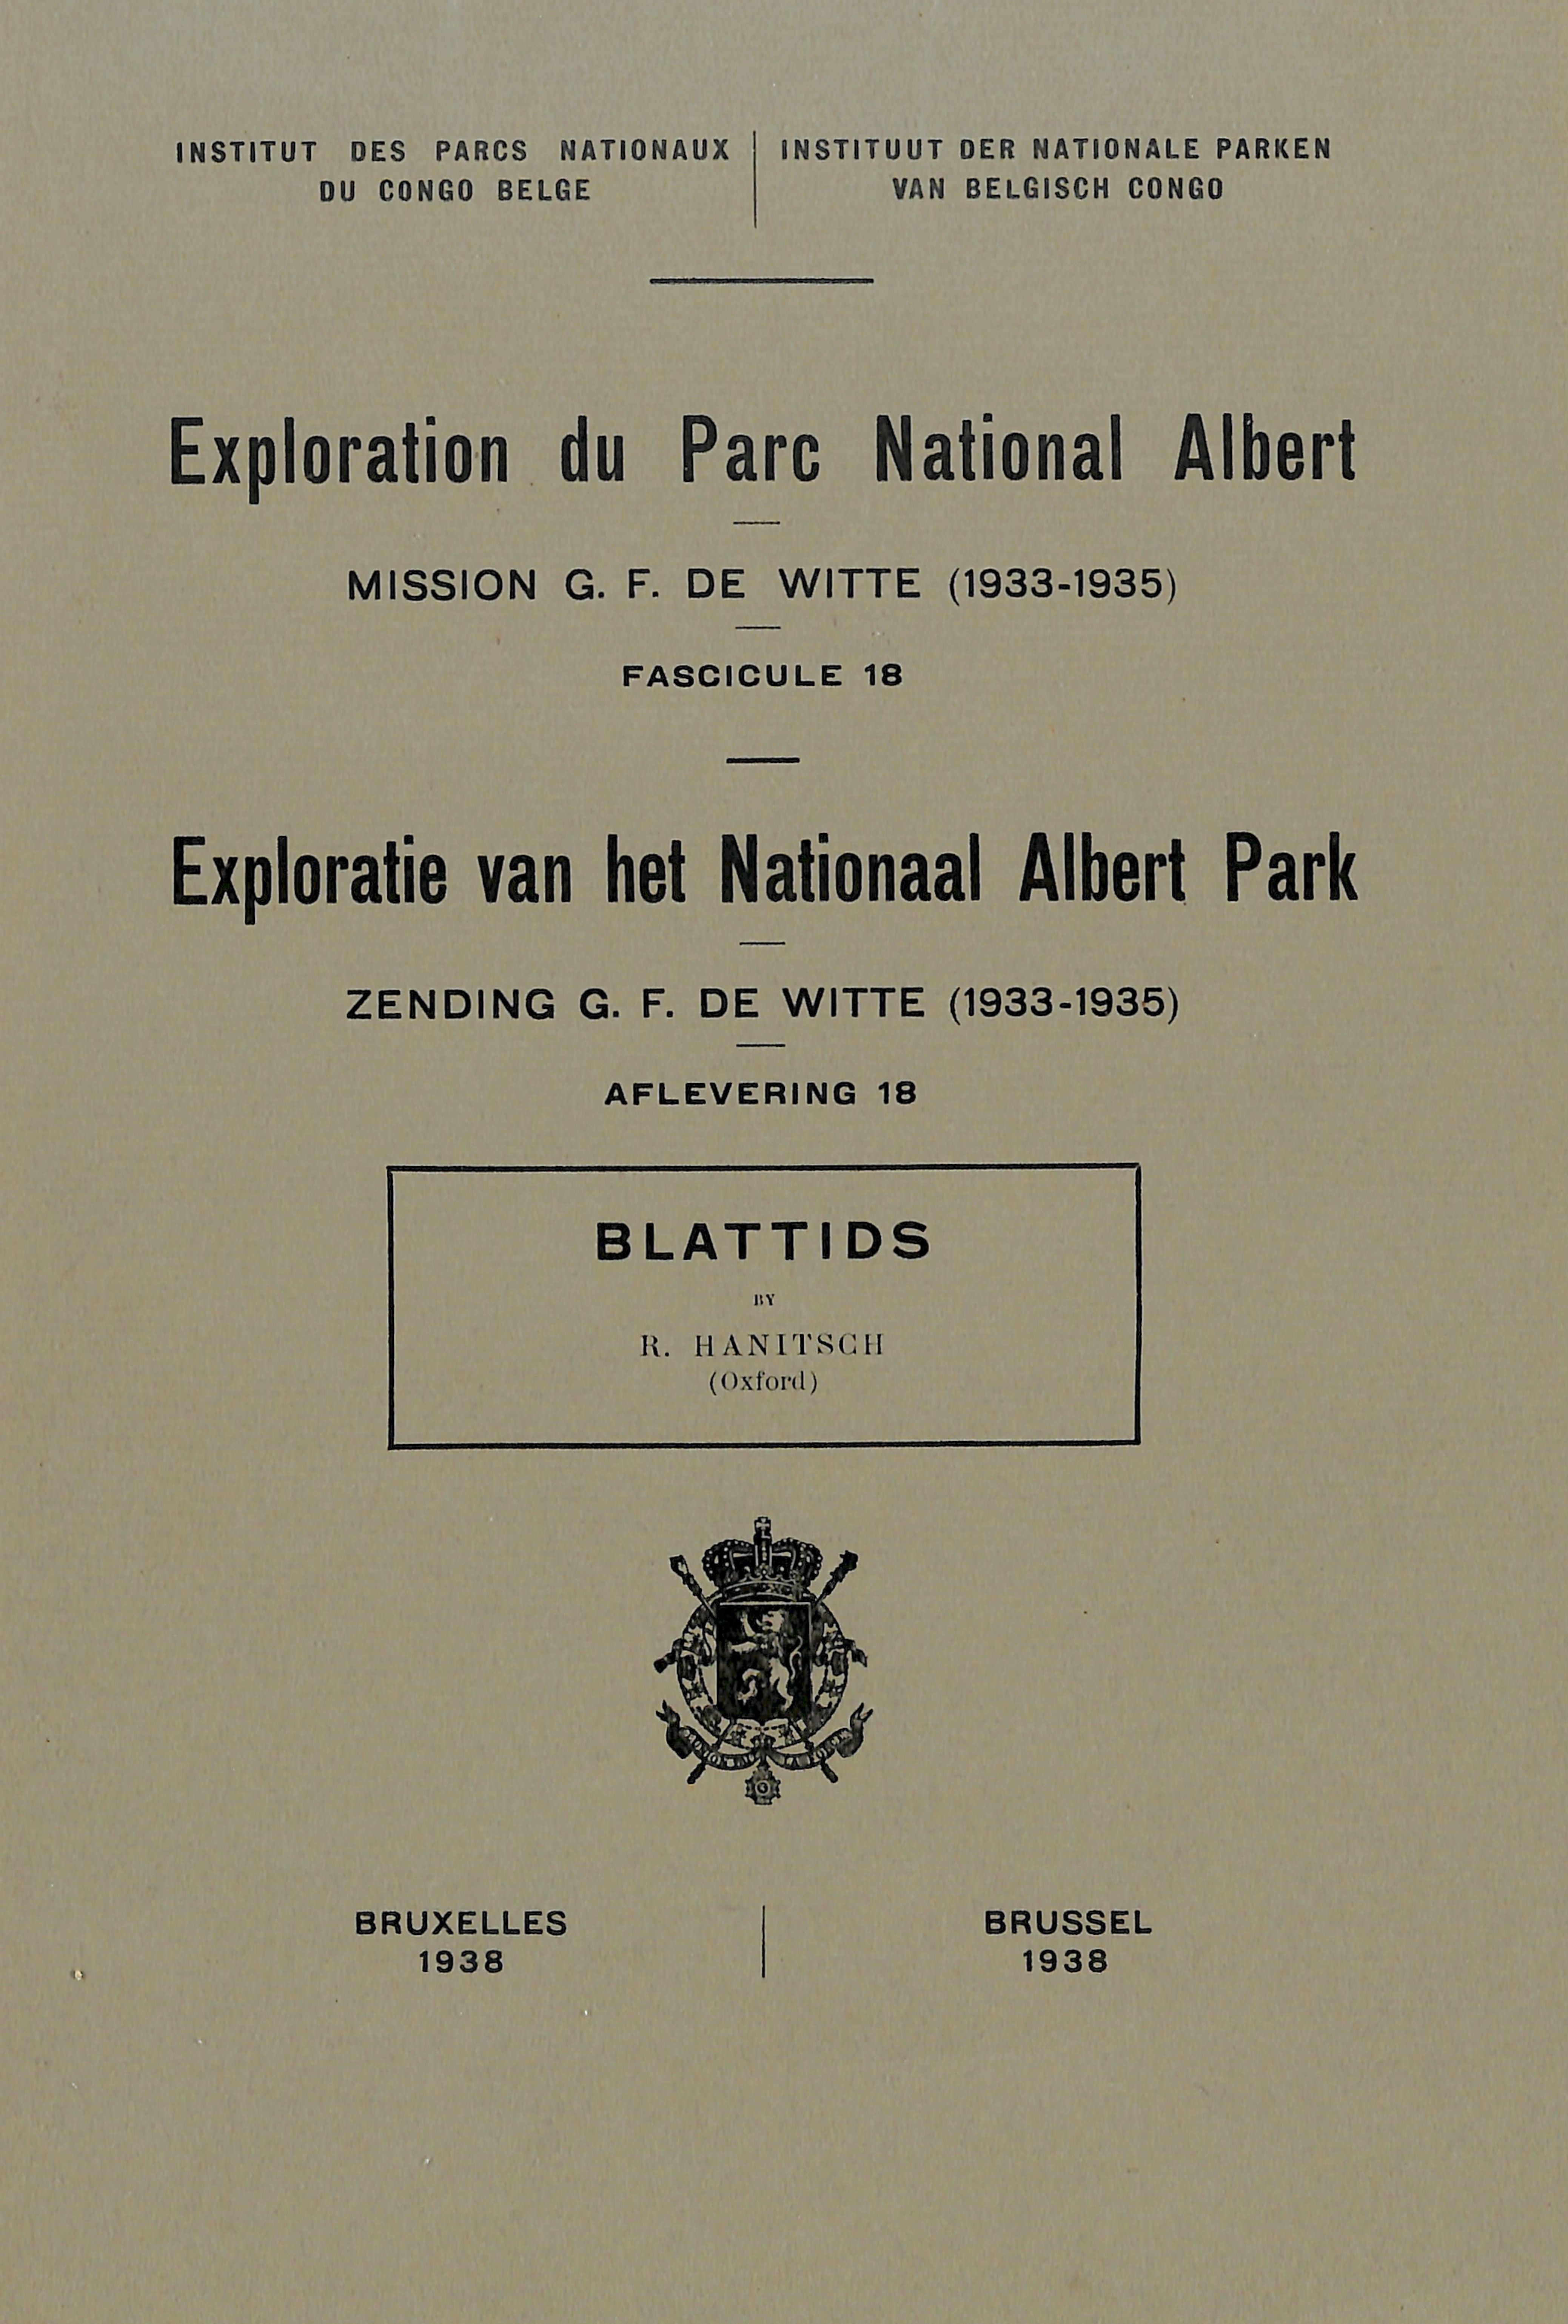 INSTITUT DES PARCS NATIONAUX
DU CONGO BELGE
INSTITUUT DER NATIONALE PARKEN
VAN BELGISCH CONGO
Exploration du Parc National Albert
MISSION G. F. DE WITTE (1933-1935)
FASCICULE 18
Exploratie van het Nationaal Albert Park
ZENDING G. F. DE WITTE (1933-1935)
AFLEVERING 18
BLATTIDS
BY
R. HANITSCH
(Oxford)
BRUXELLES
1938
BRUSSEL
1938